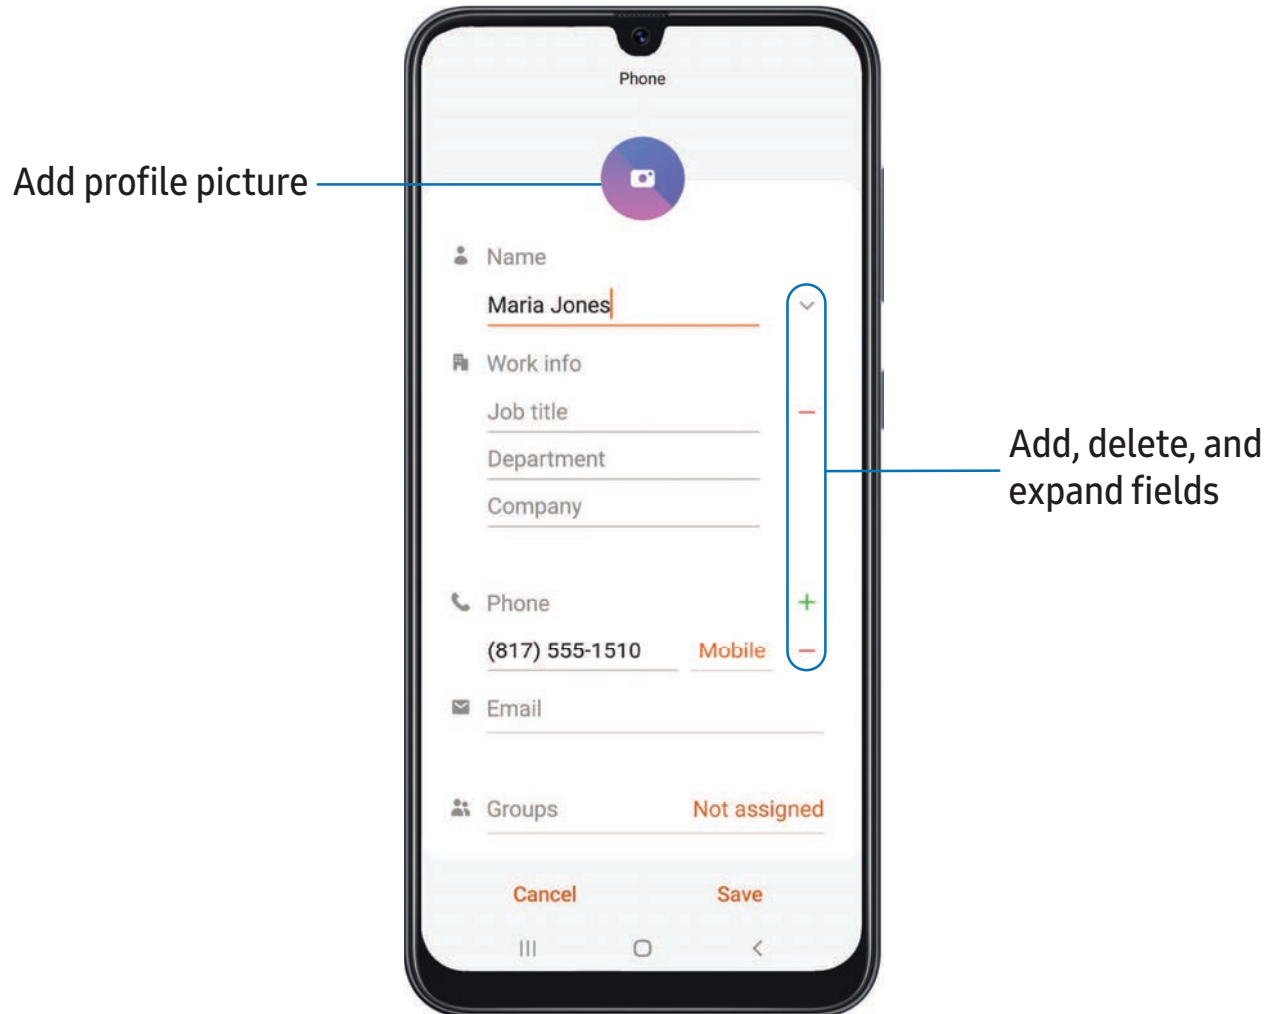 Phone
Add profile picture
Name
Maria Jones
Work info
Job title
Department
Company
Add, delete, and
expand fields
Phone
(817) 555-1510 Mobile
Email
Groups Not assigned
Cancel Save